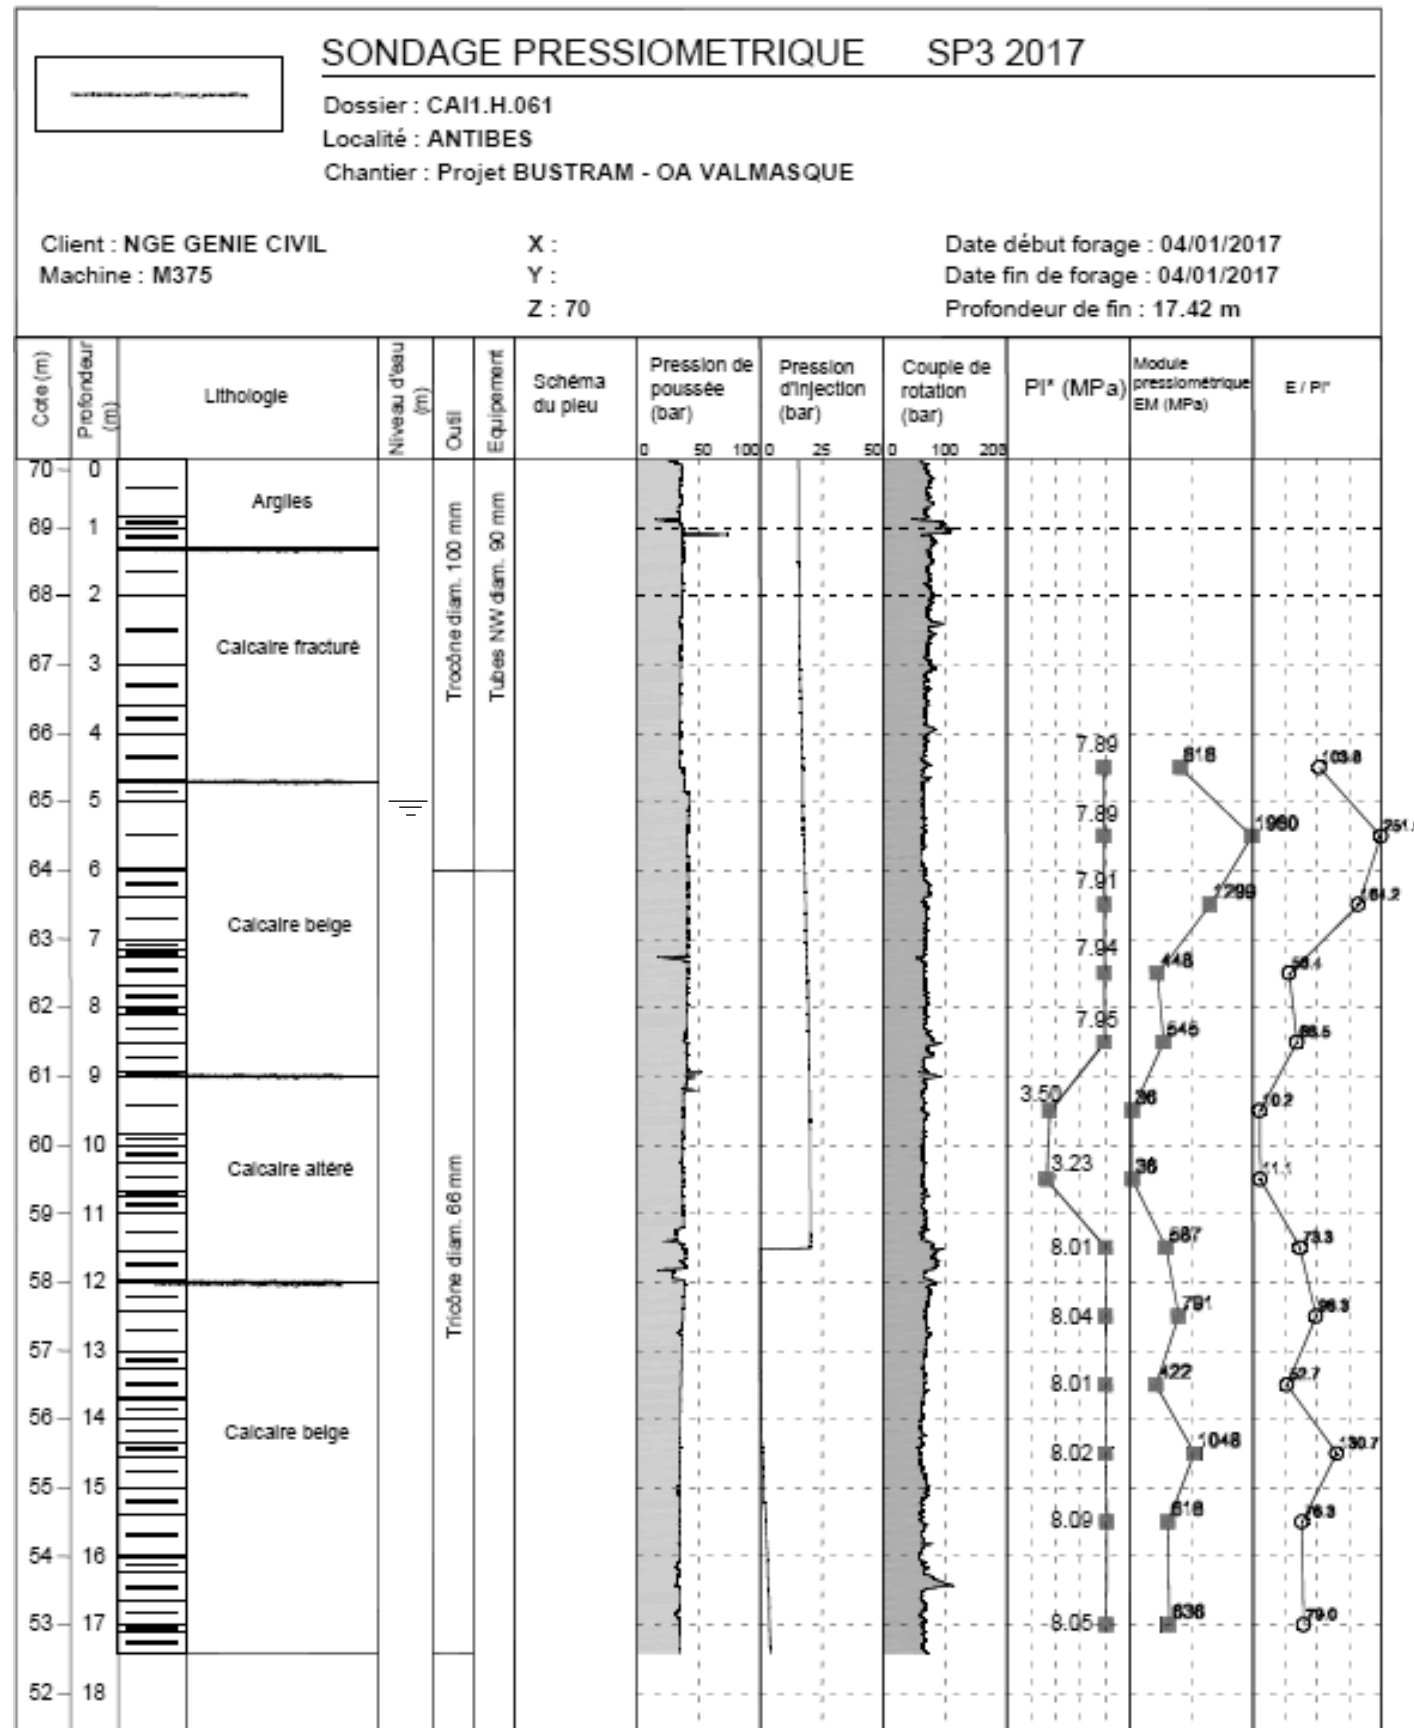 SONDAGE PRESSIOMETRIQUE SP3 2017
Dossier : CAI1.H.061
Localité : ANTIBES
Chantier : Projet BUSTRAM - OA VALMASQUE
Client : NGE GENIE CIVIL X : Date début forage : 04/01/2017
Machine : M375 Y : Date fin de forage : 04/01/2017
Z : 70 Profondeur de fin : 17.42 m
Cote (m)
Profondeur (m)
Lithologie
Niveau d'eau (m)
Outil
Equipement
Schéma
du pieu
Pression de
poussée
(bar)
0 50 100
Pression
d'injection
(bar)
0 25 50
Couple de
rotation
(bar)
0 100 200
Pl* (MPa)
Module
pressiométrique
EM (MPa)
E / Pl*
70 0
69 1
68 2
67 3
66 4
65 5
64 6
63 7
62 8
61 9
60 10
59 11
58 12
57 13
56 14
55 15
54 16
53 17
52 18
Argiles
Calcaire fracturé
Calcaire beige
Calcaire altéré
Calcaire beige
Trocône diam. 100 mm
Tricône diam. 66 mm
Tubes NW diam. 90 mm
7.89 103.8
7.89 1980
7.91 1299 164.2
7.94 448 56.4
7.95 545 68.5
3.50 36 10.2
3.23 36 11.1
8.01 587 73.3
8.04 791 98.3
8.01 422 52.7
8.02 1048 130.7
8.09 618 76.3
8.05 636 79.0